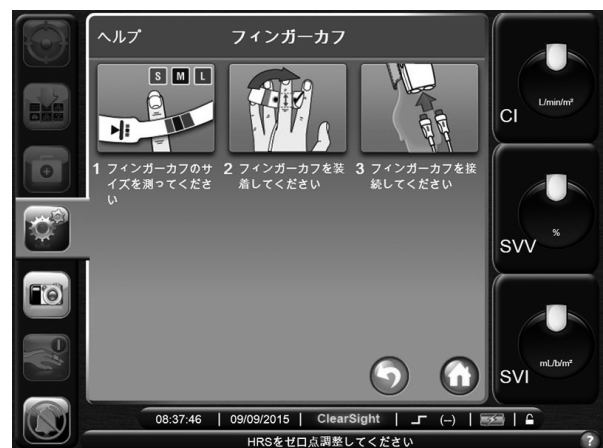 ヘルプ
フィンガーカフ
S M L
1 フィンガーカフのサ
イズを測ってくださ
い
2 フィンガーカフを装
着してください
3 フィンガーカフを接
続してください
CI
L/min/m²
SVV
%
SVI
mL/b/m²
08:37:46 | 09/09/2015 | ClearSight | (--)
HRSをゼロ点調整してください
?